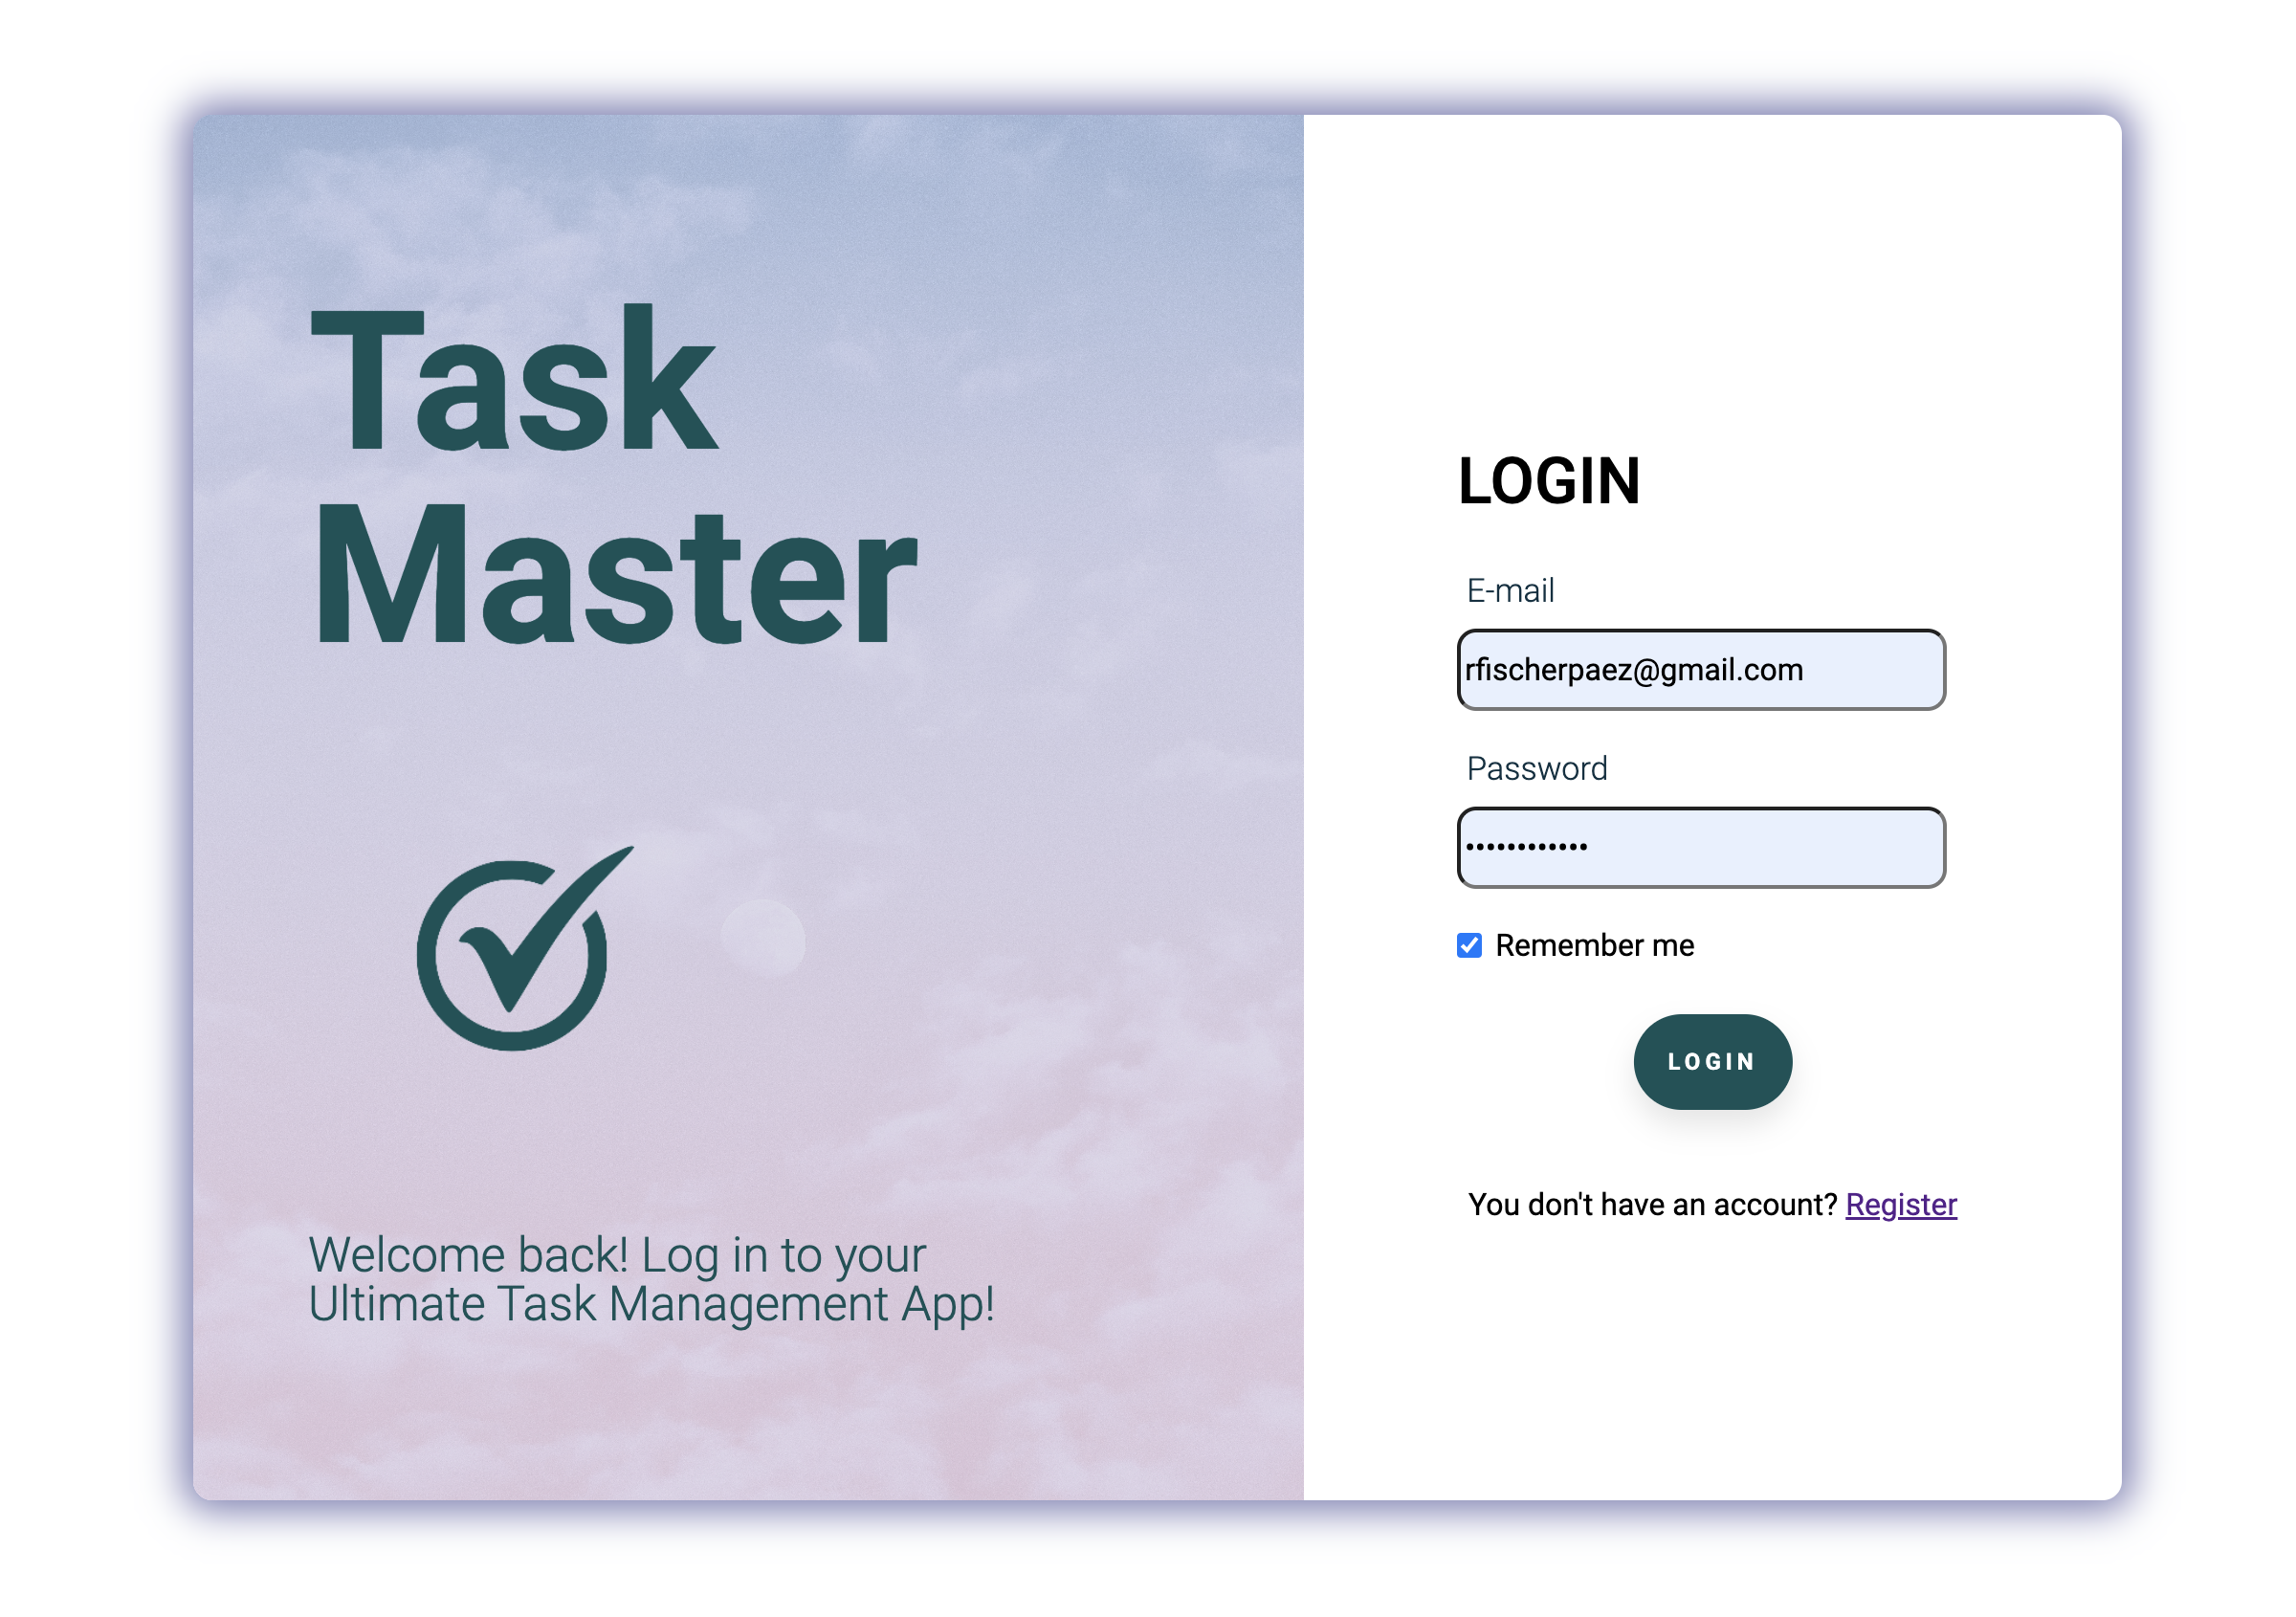 Task
Master
Welcome back! Log in to your
Ultimate Task Management App!
LOGIN
E-mail
rfischerpaez@gmail.com
Password
••••••••••••
Remember me
LOGIN
You don't have an account? Register